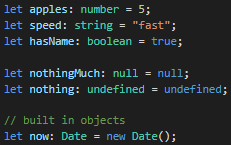 let apples: number = 5;
let speed: string = "fast";
let hasName: boolean = true;
let nothingMuch: null = null;
let nothing: undefined = undefined;
// built in objects
let now: Date = new Date();